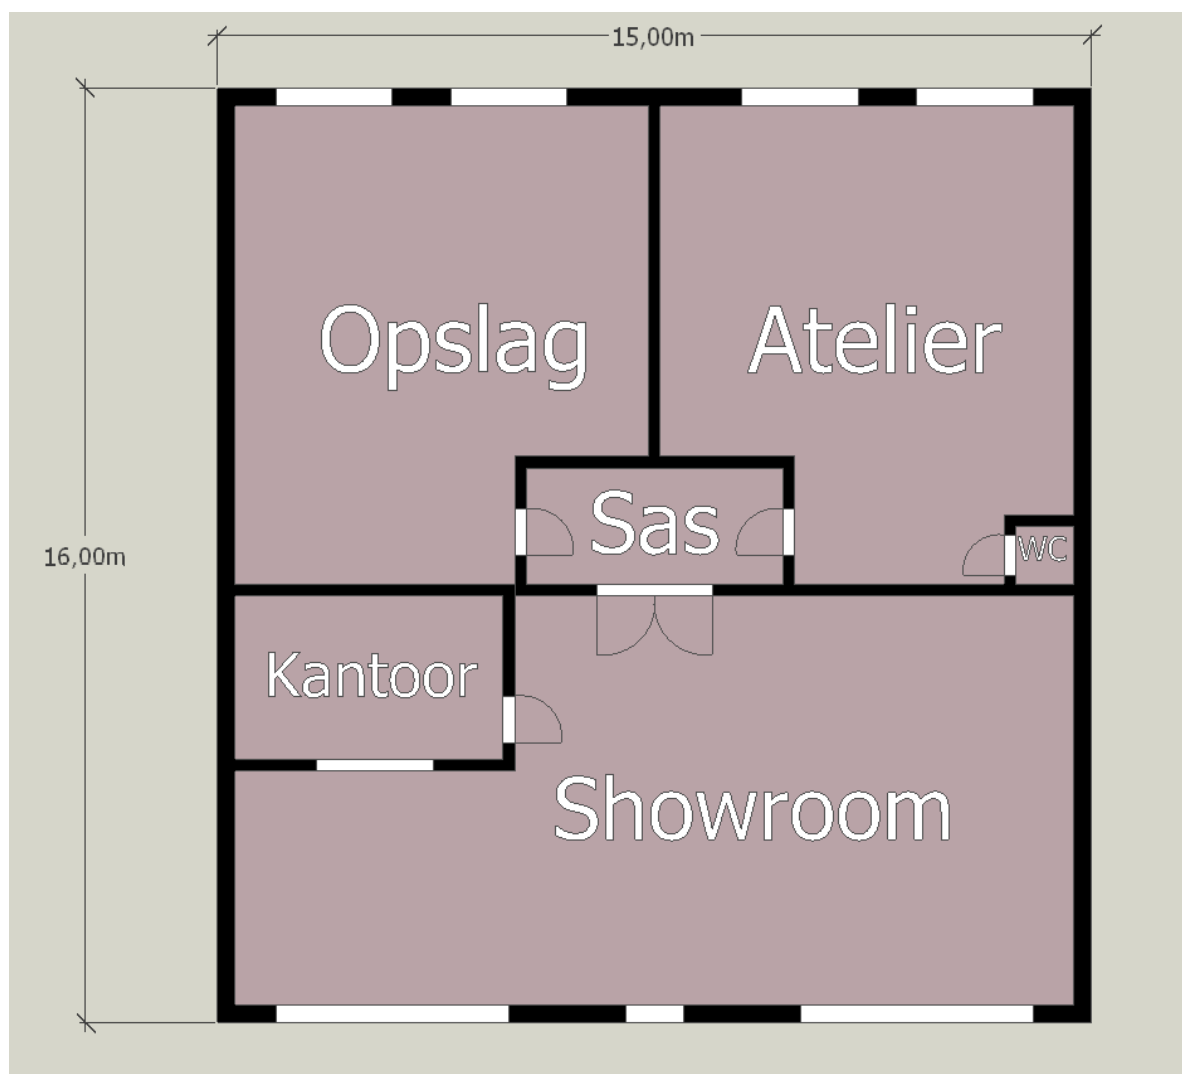 15,00m
Opslag
Atelier
Sas
WC
16,00m
Kantoor
Showroom